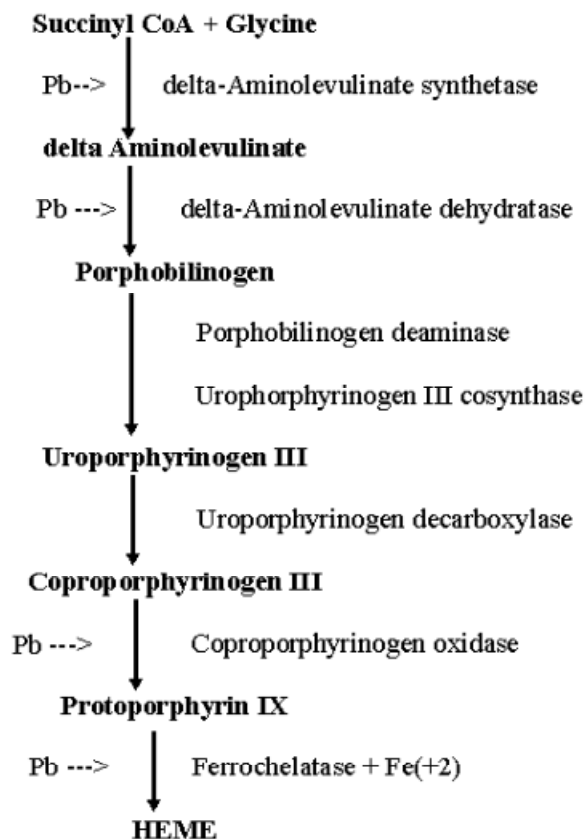 Succinyl CoA + Glycine
Pb--> delta-Aminolevulinate synthetase
delta Aminolevulinate
Pb ---> delta-Aminolevulinate dehydratase
Porphobilinogen
Porphobilinogen deaminase
Urophorphyrinogen III cosynthase
Uroporphyrinogen III
Uroporphyrinogen decarboxylase
Coproporphyrinogen III
Pb ---> Coproporphyrinogen oxidase
Protoporphyrin IX
Pb ---> Ferrochelatase + Fe(+2)
HEME